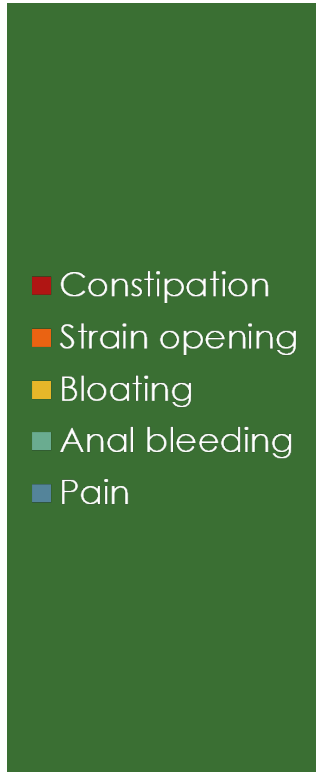 Constipation
Strain opening
Bloating
Anal bleeding
Pain